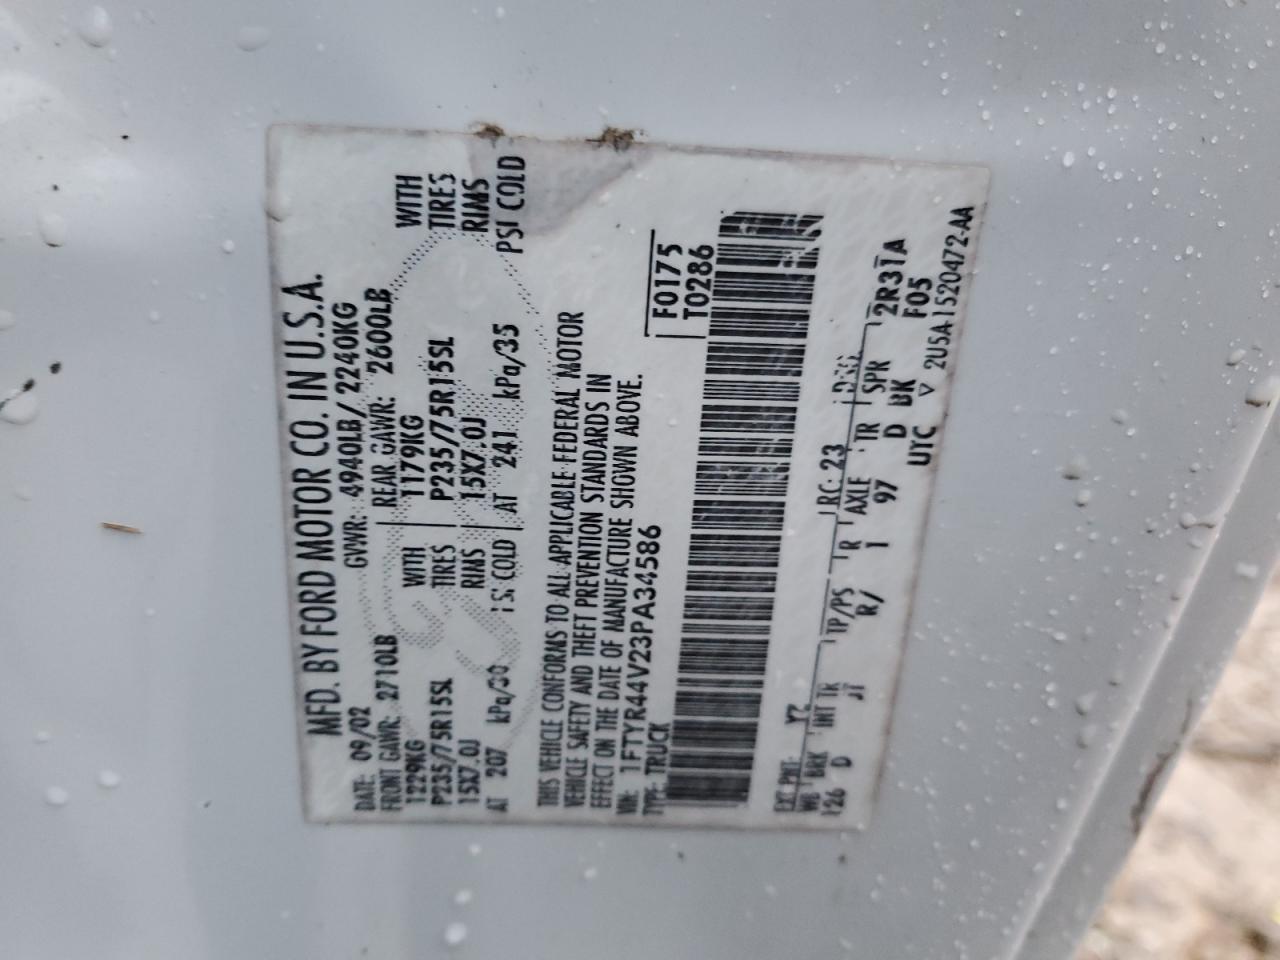 MFD. BY FORD MOTOR CO. IN U.S.A.
DATE: 09/02 GVWR: 4940LB/ 2240KG
FRONT GAWR: 2710LB REAR GAWR: 2600LB
1229KG WITH 1179KG WITH
P235/75R15SL TIRES P235/75R15SL TIRES
15X7.0J RIMS 15X7.0J RIMS
AT 207 kPa/30 PSI COLD AT 241 kPa/35 PSI COLD
THIS VEHICLE CONFORMS TO ALL APPLICABLE FEDERAL MOTOR
VEHICLE SAFETY AND THEFT PREVENTION STANDARDS IN
EFFECT ON THE DATE OF MANUFACTURE SHOWN ABOVE.
VIN: 1FTYR44V23PA34586 F0175
TYPE: TRUCK T0286
EXT PNT: YZ RC: 23 DSO:
WB BRK INT TR TP/PS R AXLE TR SPR 2R31A
126 D JT R/ 1 97 D BK F05
UTC ▽ 2U5A-1520472-AA